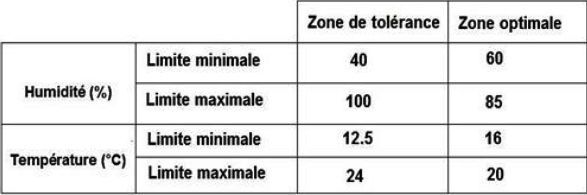 Zone de tolérance Zone optimale
Humidité (%) Limite minimale 40 60
Limite maximale 100 85
Température (°C) Limite minimale 12.5 16
Limite maximale 24 20